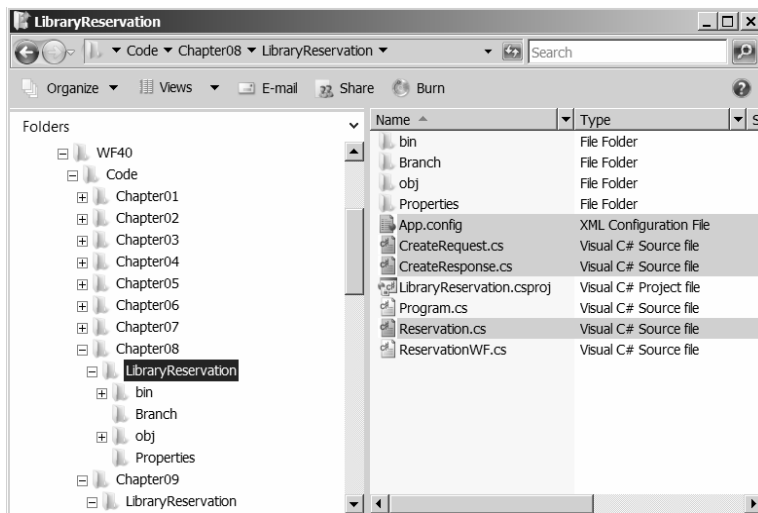 LibraryReservation
Code Chapter08 LibraryReservation Search
Organize Views E-mail Share Burn
Folders
WF40
Code
Chapter01
Chapter02
Chapter03
Chapter04
Chapter05
Chapter06
Chapter07
Chapter08
LibraryReservation
bin
Branch
obj
Properties
Chapter09
LibraryReservation
Name Type S
bin File Folder
Branch File Folder
obj File Folder
Properties File Folder
App.config XML Configuration File
CreateRequest.cs Visual C# Source file
CreateResponse.cs Visual C# Source file
LibraryReservation.csproj Visual C# Project file
Program.cs Visual C# Source file
Reservation.cs Visual C# Source file
ReservationWF.cs Visual C# Source file